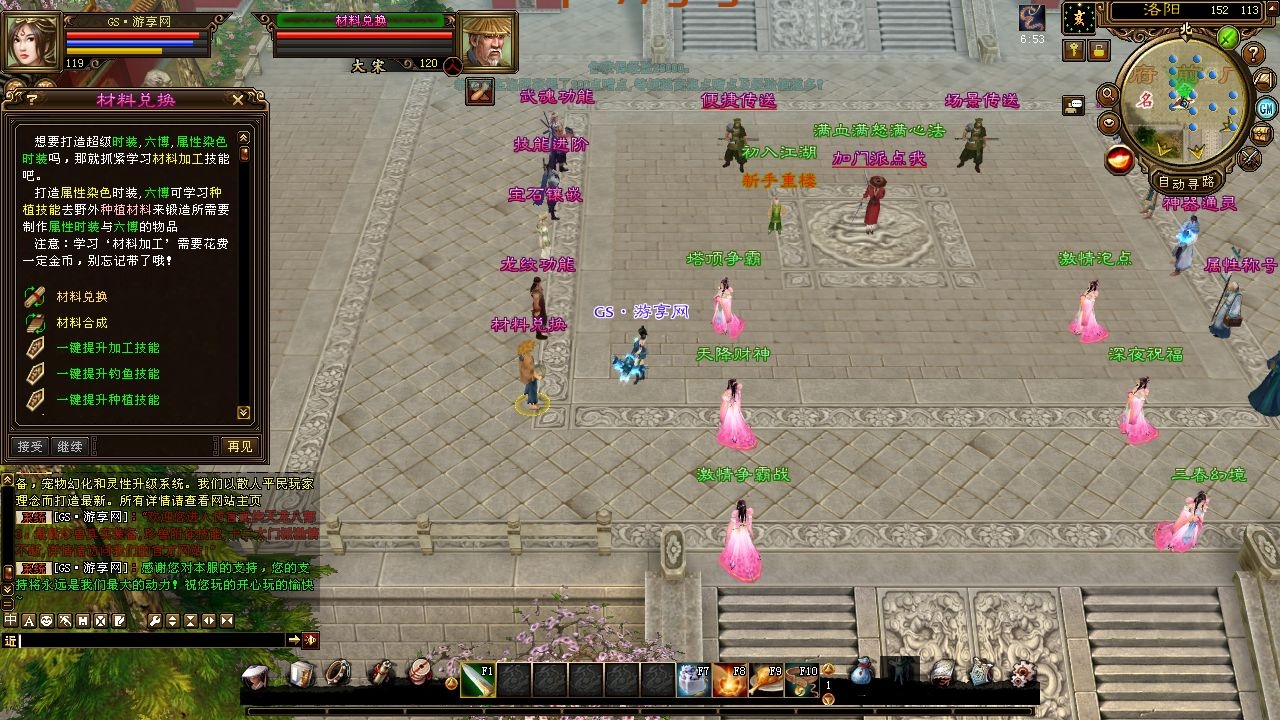 GS·游享网
119
材料兑换
大宋
120
6:53
洛阳
152 113
北
名
GM
自动寻路
材料兑换
想要打造超级时装,六博,属性染色
时装吗，那就抓紧学习材料加工技能
吧。
打造属性染色时装,六博可学习种
植技能去野外种植材料来换造所需要
制作属性时装与六博的物品
注意：学习‘材料加工’需要花费
一定金币，别忘记带了哦!
材料兑换
材料合成
一键提升加工技能
一键提升钓鱼技能
一键提升种植技能
接受
继续
再见
武魂功能
便捷传送
场景传送
满血满怒满心法
技能进阶
初入江湖
加门派点我
新手重楼
宝石镶嵌
神器通灵
龙纹功能
塔顶争霸
激情泡点
属性称号
材料兑换
GS·游享网
天降财神
深夜祝福
激情争霸战
三春幻境
备，宠物进化和灵性升级系统。我们以散人平民玩家
理念而打造最新。所有详情请查看网站主页
系统[GS·游享网]:
系统[GS·游享网]: 感谢您对本服的支持，您的支
持将永远是我们最大的动力! 祝您玩的开心玩的愉快
~
中
A
近
F1
F7
F8
F9
F10
1